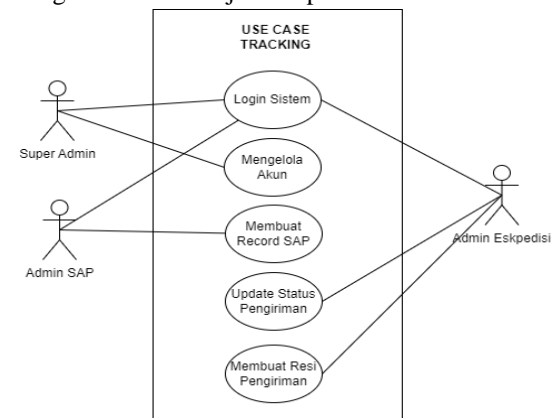 USE CASE
TRACKING
Login Sistem
Super Admin
Mengelola
Akun
Admin SAP
Membuat
Record SAP
Admin Eskpedisi
Update Status
Pengiriman
Membuat Resi
Pengiriman